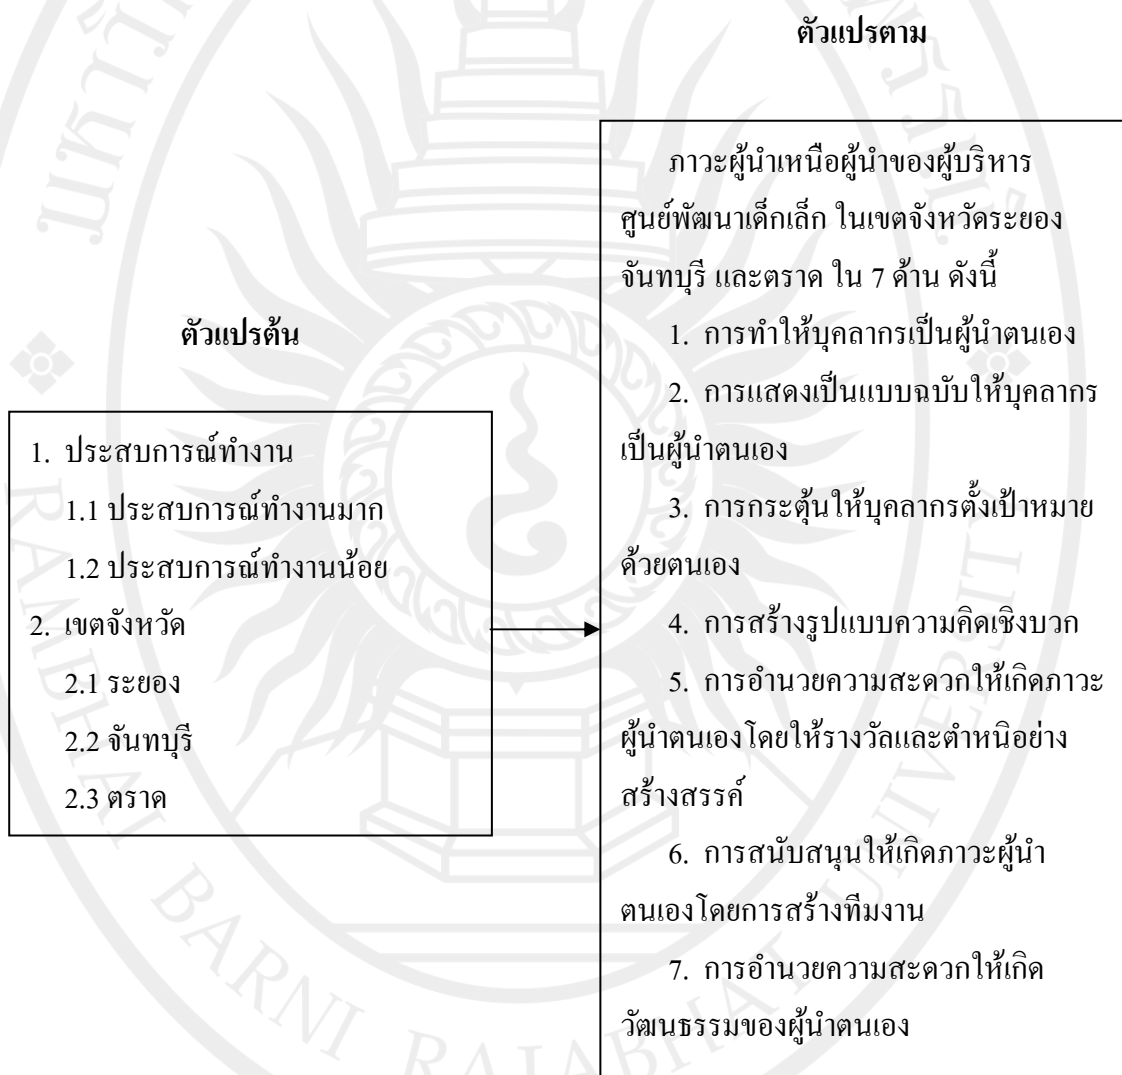 ตัวแปรต้น
1. ประสบการณ์ทำงาน
1.1 ประสบการณ์ทำงานมาก
1.2 ประสบการณ์ทำงานน้อย
2. เขตจังหวัด
2.1 ระยอง
2.2 จันทบุรี
2.3 ตราด
ตัวแปรตาม
ภาวะผู้นำเหนือผู้นำของผู้บริหาร
ศูนย์พัฒนาเด็กเล็ก ในเขตจังหวัดระยอง
จันทบุรี และตราด ใน 7 ด้าน ดังนี้
1. การทำให้บุคลากรเป็นผู้นำตนเอง
2. การแสดงเป็นแบบฉบับให้บุคลากร
เป็นผู้นำตนเอง
3. การกระตุ้นให้บุคลากรตั้งเป้าหมาย
ด้วยตนเอง
4. การสร้างรูปแบบความคิดเชิงบวก
5. การอำนวยความสะดวกให้เกิดภาวะ
ผู้นำตนเองโดยให้รางวัลและตำหนิอย่าง
สร้างสรรค์
6. การสนับสนุนให้เกิดภาวะผู้นำ
ตนเองโดยการสร้างทีมงาน
7. การอำนวยความสะดวกให้เกิด
วัฒนธรรมของผู้นำตนเอง
RAMBHAI BARNI RAJABHAT UNIVERSITY